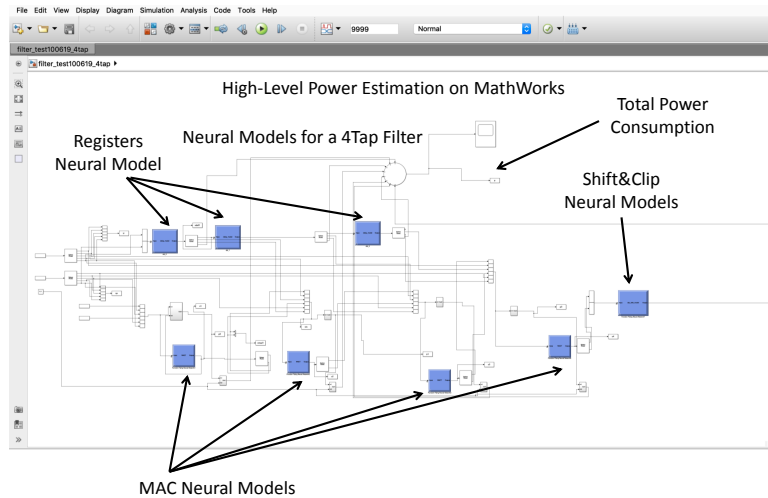 File Edit View Display Diagram Simulation Analysis Code Tools Help
9999
Normal
filter_test100619_4tap
filter_test100619_4tap
High-Level Power Estimation on MathWorks
Total Power
Consumption
Registers
Neural Model
Neural Models for a 4Tap Filter
Shift&Clip
Neural Models
MAC Neural Models